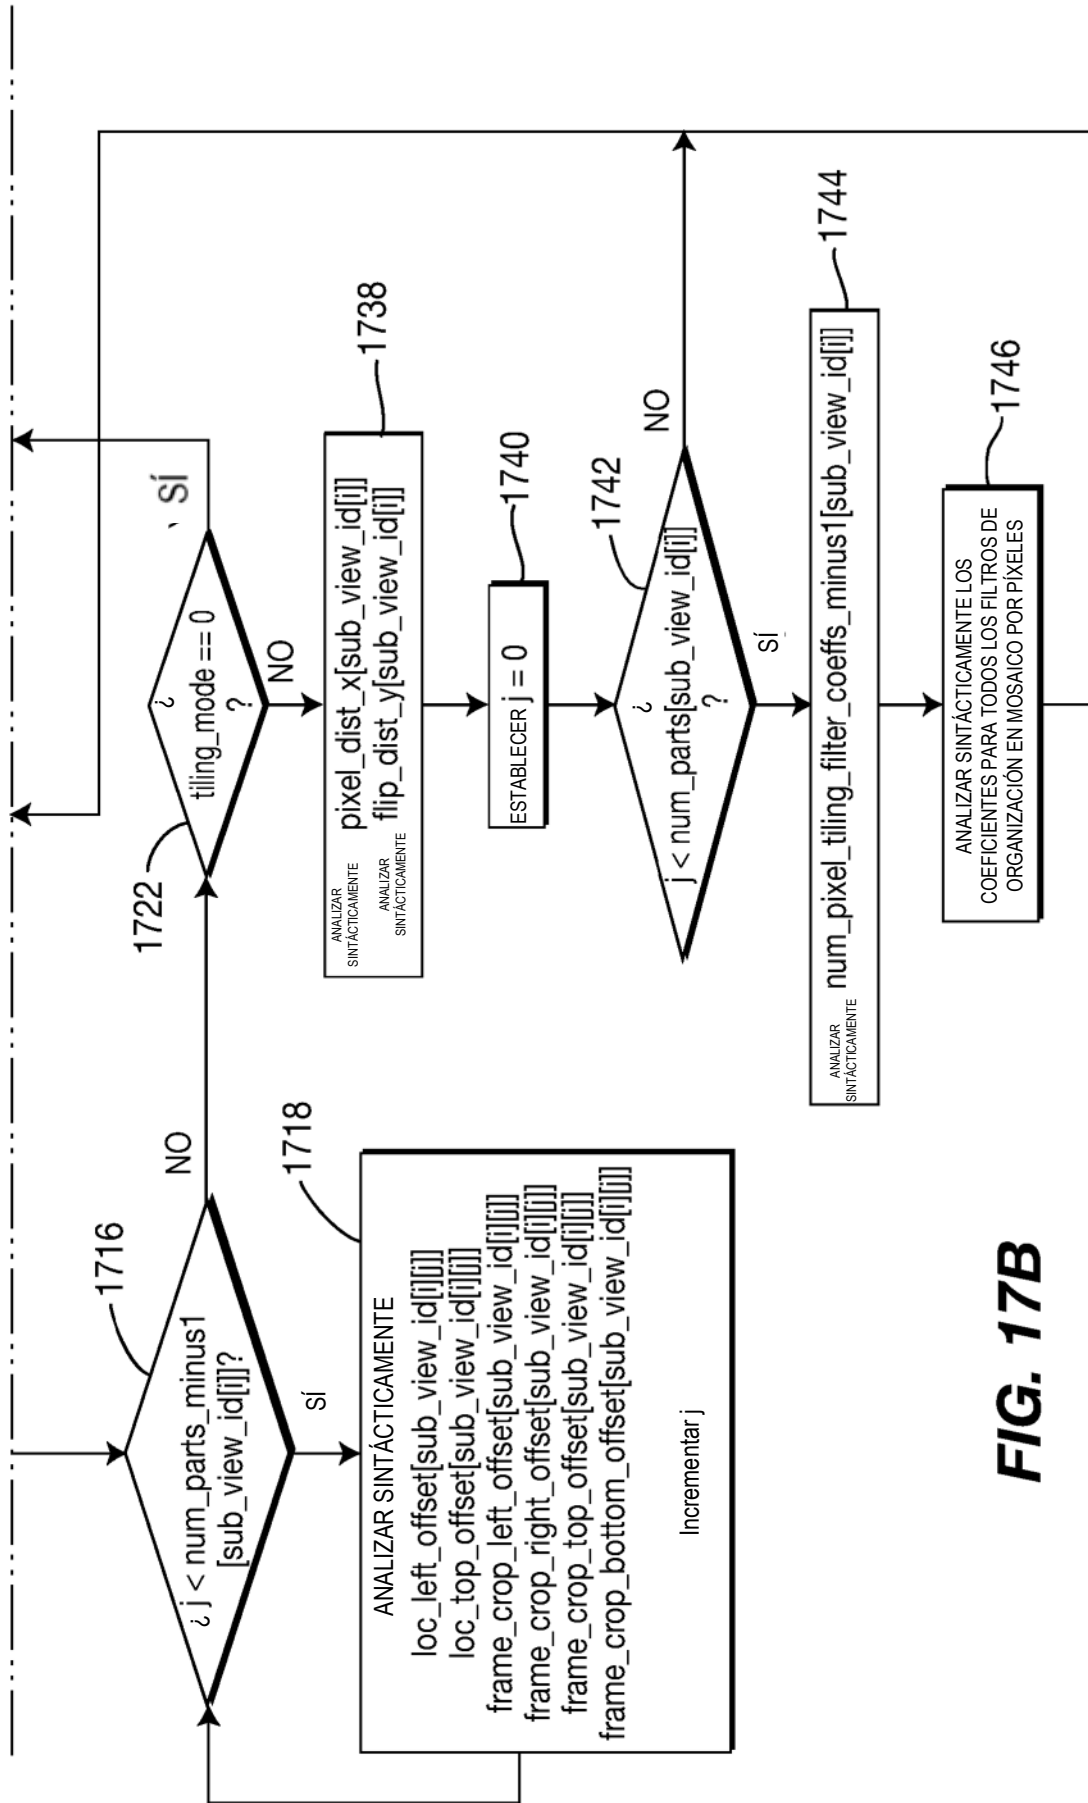 1716
¿ j < num_parts_minus1
[sub_view_id[i]]?
NO
SÍ
1718
ANALIZAR SINTÁCTICAMENTE
loc_left_offset[sub_view_id[i][j]]
loc_top_offset[sub_view_id[i][j]]
frame_crop_left_offset[sub_view_id[i][j]]
frame_crop_right_offset[sub_view_id[i][j]]
frame_crop_top_offset[sub_view_id[i][j]]
frame_crop_bottom_offset[sub_view_id[i][j]
Incrementar j
1722
¿
tiling_mode == 0
?
SÍ
NO
1738
ANALIZAR
SINTÁCTICAMENTE
pixel_dist_x[sub_view_id[i]]
ANALIZAR
SINTÁCTICAMENTE
flip_dist_y[sub_view_id[i]]
1740
ESTABLECER j = 0
1742
¿
j < num_parts[sub_view_id[i]]
?
NO
SÍ
1744
ANALIZAR
SINTÁCTICAMENTE
num_pixel_tiling_filter_coeffs_minus1[sub_view_id[i]]
1746
ANALIZAR SINTÁCTICAMENTE LOS
COEFICIENTES PARA TODOS LOS FILTROS DE
ORGANIZACIÓN EN MOSAICO POR PÍXELES
FIG. 17B